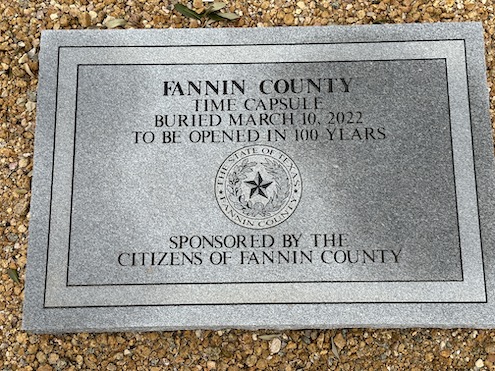 FANNIN COUNTY
TIME CAPSULE
BURIED MARCH 10, 2022
TO BE OPENED IN 100 YEARS
THE STATE OF TEXAS
FANNIN COUNTY
SPONSORED BY THE
CITIZENS OF FANNIN COUNTY